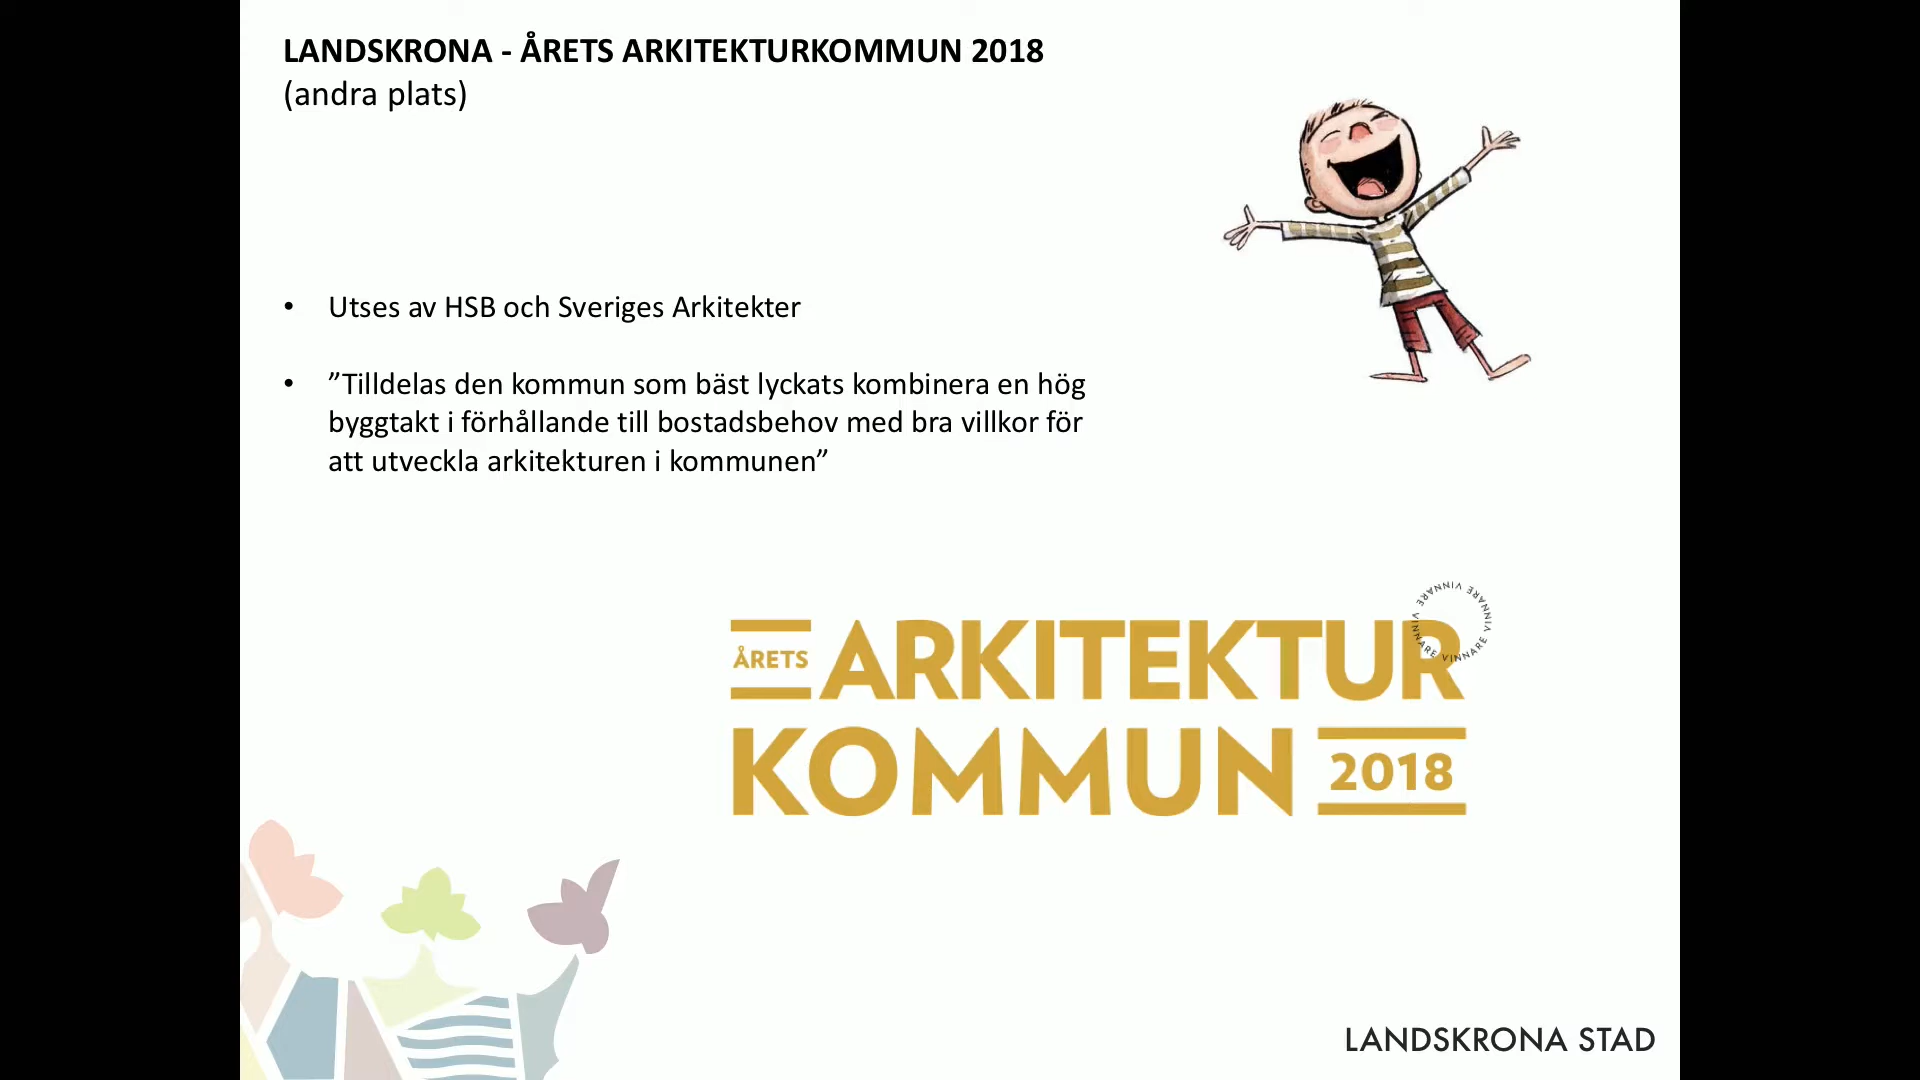 LANDSKRONA - ÅRETS ARKITEKTURKOMMUN 2018
(andra plats)
• Utses av HSB och Sveriges Arkitekter
• ”Tilldelas den kommun som bäst lyckats kombinera en hög
byggtakt i förhållande till bostadsbehov med bra villkor för
att utveckla arkitekturen i kommunen”
VINNARE VINNARE VINNARE VINNARE
ÅRETS ARKITEKTUR
KOMMUN 2018
LANDSKRONA STAD